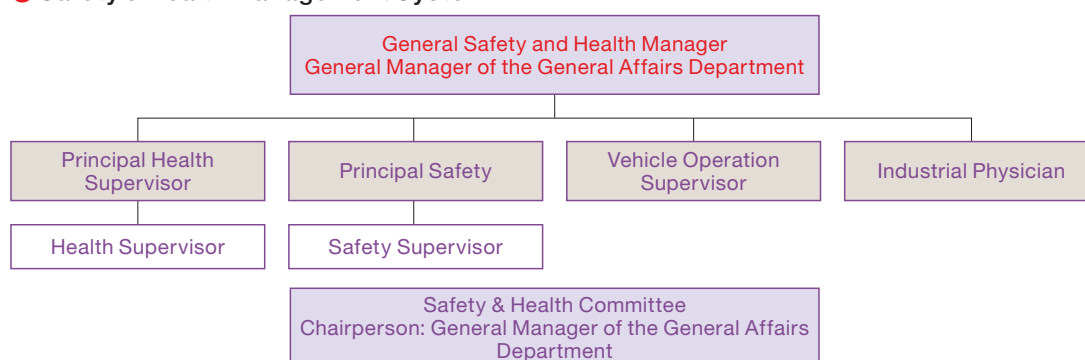 General Safety and Health Manager
General Manager of the General Affairs Department
Principal Health
Supervisor
Principal Safety
Vehicle Operation
Supervisor
Industrial Physician
Health Supervisor
Safety Supervisor
Safety & Health Committee
Chairperson: General Manager of the General Affairs
Department